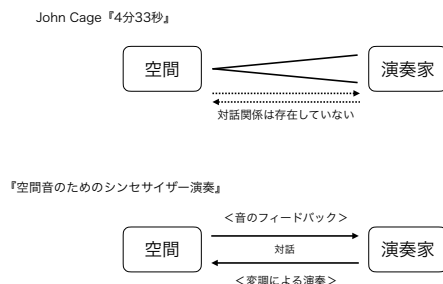 John Cage『4分33秒』
空間
演奏家
対話関係は存在していない
『空間音のためのシンセサイザー演奏』
＜音のフィードバック＞
空間
対話
演奏家
＜変調による演奏＞